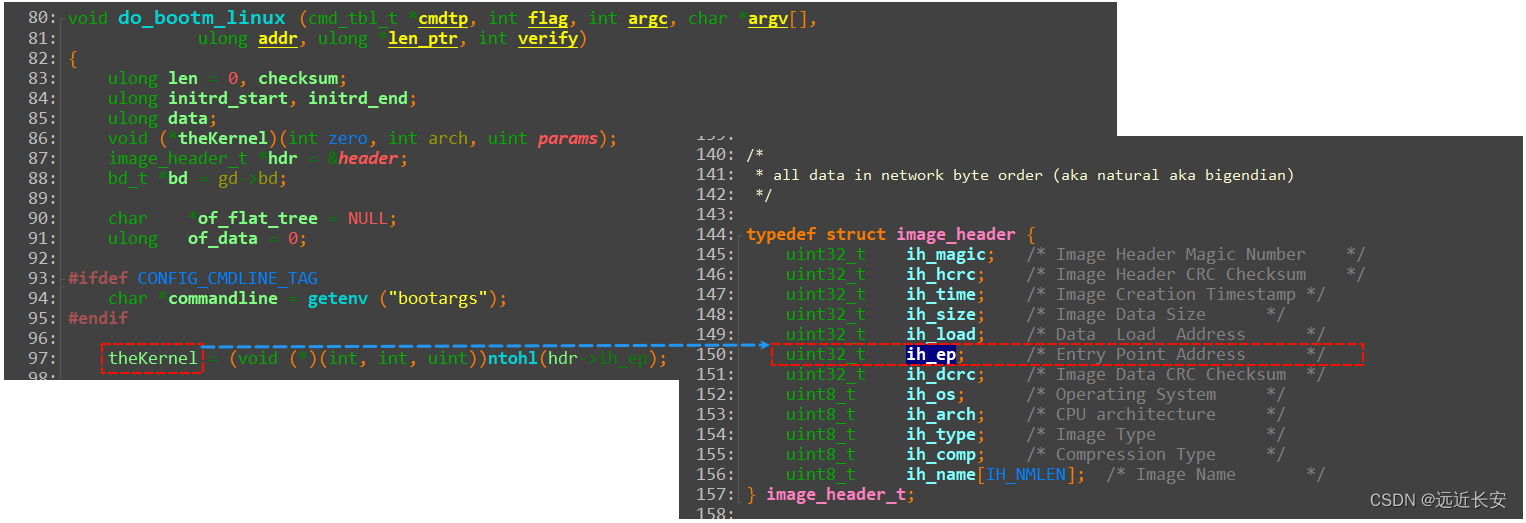 80: void do_bootm_linux (cmd_tbl_t *cmdtp, int flag, int argc, char *argv[],
81: ulong addr, ulong *len_ptr, int verify)
82: {
83: ulong len = 0, checksum;
84: ulong initrd_start, initrd_end;
85: ulong data;
86: void (*theKernel)(int zero, int arch, uint params);
87: image_header_t *hdr = &header;
88: bd_t *bd = gd->bd;
89:
90: char *of_flat_tree = NULL;
91: ulong of_data = 0;
92:
93: #ifdef CONFIG_CMDLINE_TAG
94: char *commandline = getenv ("bootargs");
95: #endif
96:
97: theKernel = (void (*)(int, int, uint))ntohl(hdr->ih_ep);
98:
139:
140: /*
141: * all data in network byte order (aka natural aka bigendian)
142: */
143:
144: typedef struct image_header {
145: uint32_t ih_magic; /* Image Header Magic Number */
146: uint32_t ih_hcrc; /* Image Header CRC Checksum */
147: uint32_t ih_time; /* Image Creation Timestamp */
148: uint32_t ih_size; /* Image Data Size */
149: uint32_t ih_load; /* Data Load Address */
150: uint32_t ih_ep; /* Entry Point Address */
151: uint32_t ih_dcrc; /* Image Data CRC Checksum */
152: uint8_t ih_os; /* Operating System */
153: uint8_t ih_arch; /* CPU architecture */
154: uint8_t ih_type; /* Image Type */
155: uint8_t ih_comp; /* Compression Type */
156: uint8_t ih_name[IH_NMLEN]; /* Image Name */
157: } image_header_t;
158:
CSDN @远近长安